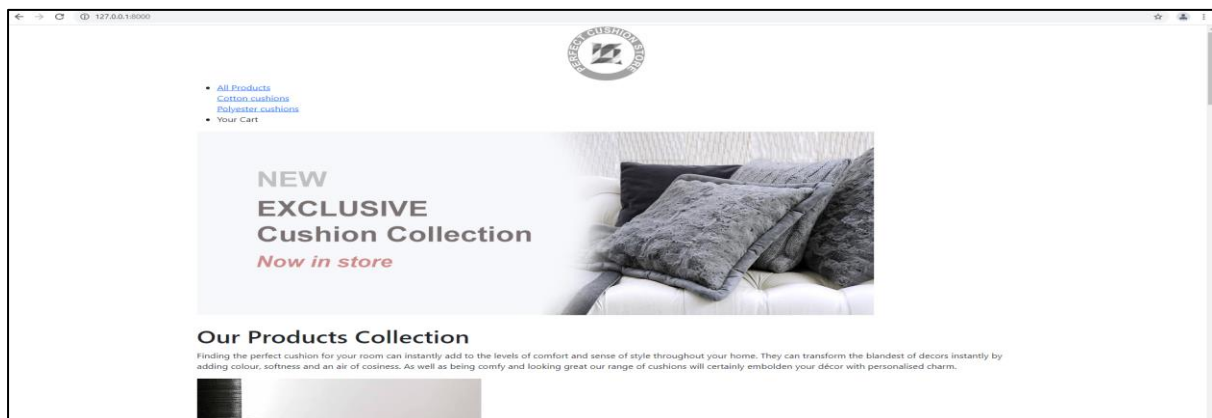 127.0.0.1:8000
PERFECT CUSHION STORE
All Products
Cotton cushions
Polyester cushions
Your Cart
NEW
EXCLUSIVE
Cushion Collection
Now in store
Our Products Collection
Finding the perfect cushion for your room can instantly add to the levels of comfort and sense of style throughout your home. They can transform the blandest of decors instantly by
adding colour, softness and an air of cosiness. As well as being comfy and looking great our range of cushions will certainly embolden your décor with personalised charm.